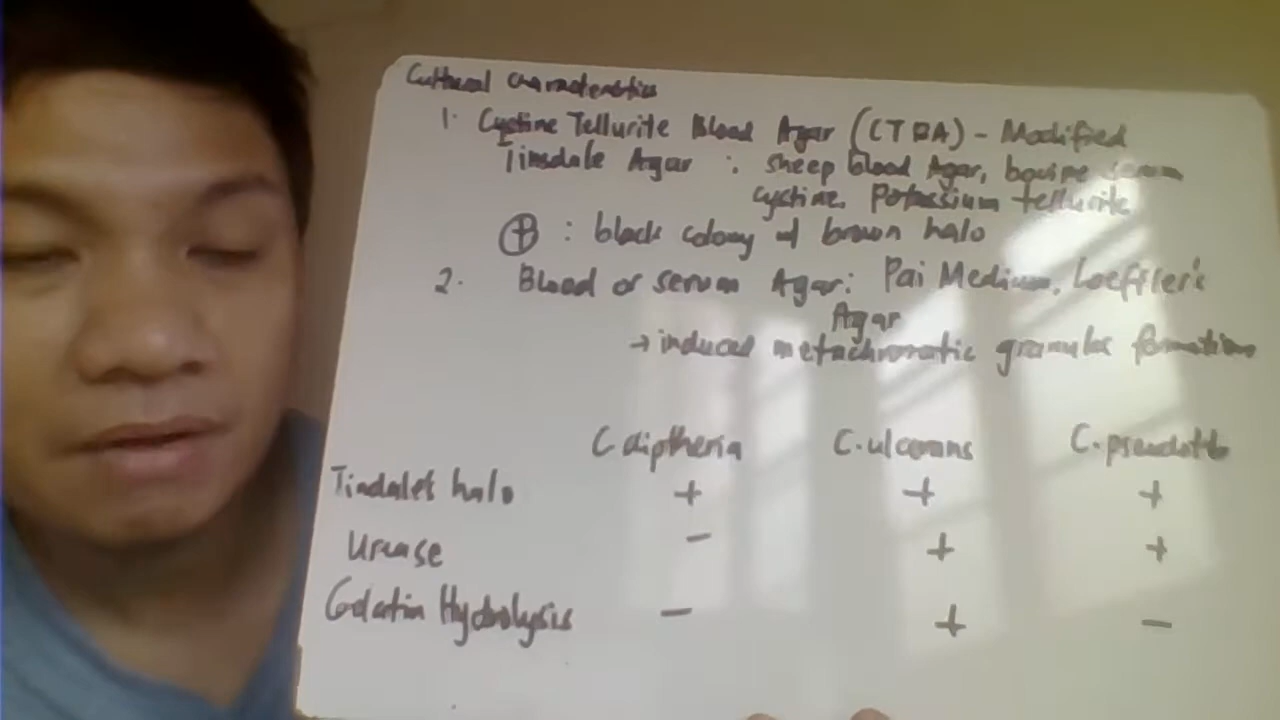 Cultural characteristics
1. Cystine Tellurite Blood Agar (CTBA) - Modified
Tinsdale Agar : sheep blood Agar, bovine serum
cystine, Potassium tellurite
⊕ : black colony w/ brown halo
2. Blood or serum Agar: Pai Medium, Loeffler's
Agar
→ induced metachromatic granules formation
C diptheria C. ulcerans C. pseudotb
Tindale's halo + + +
Urease - + +
Gelatin Hydrolysis - + -